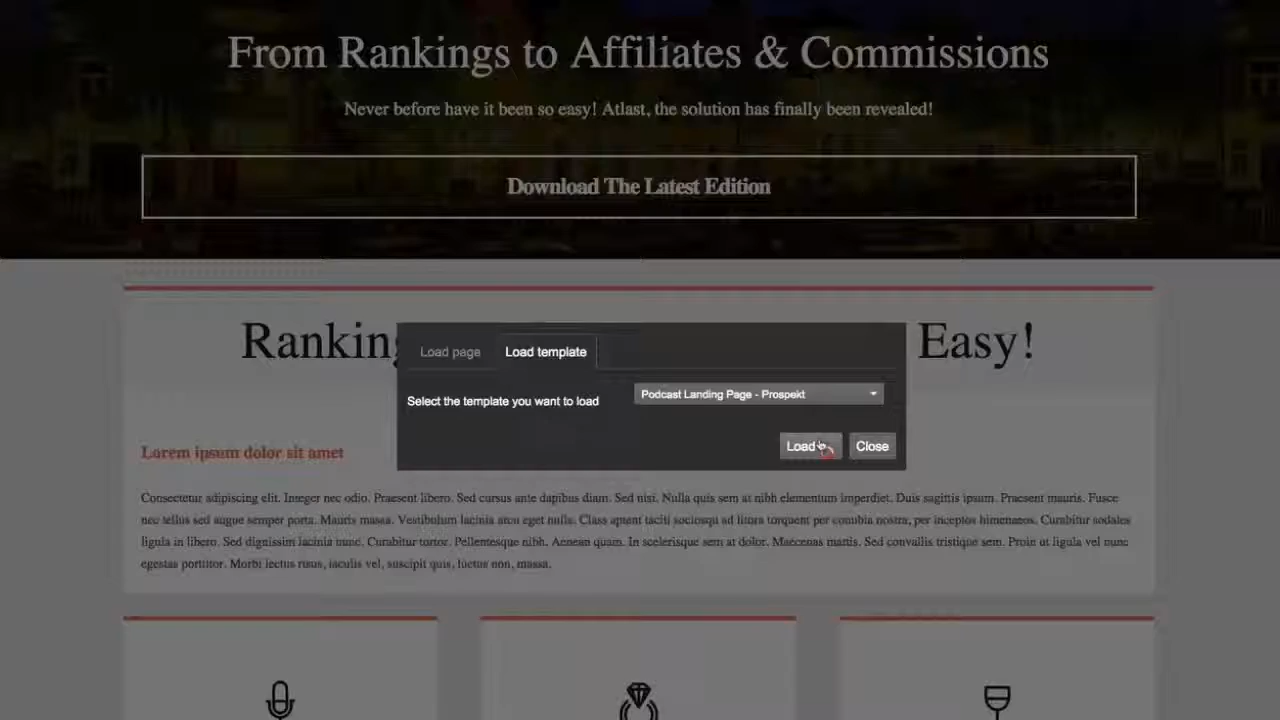 From Rankings to Affiliates & Commissions
Never before have it been so easy! Atlast, the solution has finally been revealed!
Download The Latest Edition
Ranking Easy!
Load page Load template
Select the template you want to load Podcast Landing Page - Prospekt
Load Close
Lorem ipsum dolor sit amet
Consectetur adipiscing elit. Integer nec odio. Praesent libero. Sed cursus ante dapibus diam. Sed nisi. Nulla quis sem at nibh elementum imperdiet. Duis sagittis ipsum. Praesent mauris. Fusce
nec tellus sed augue semper porta. Mauris massa. Vestibulum lacinia arcu eget nulla. Class aptent taciti sociosqu ad litora torquent per conubia nostra, per inceptos himenaeos. Curabitur sodales
ligula in libero. Sed dignissim lacinia nunc. Curabitur tortor. Pellentesque nibh. Aenean quam. In scelerisque sem at dolor. Maecenas mattis. Sed convallis tristique sem. Proin ut ligula vel nunc
egestas porttitor. Morbi lectus risus, iaculis vel, suscipit quis, luctus non, massa.